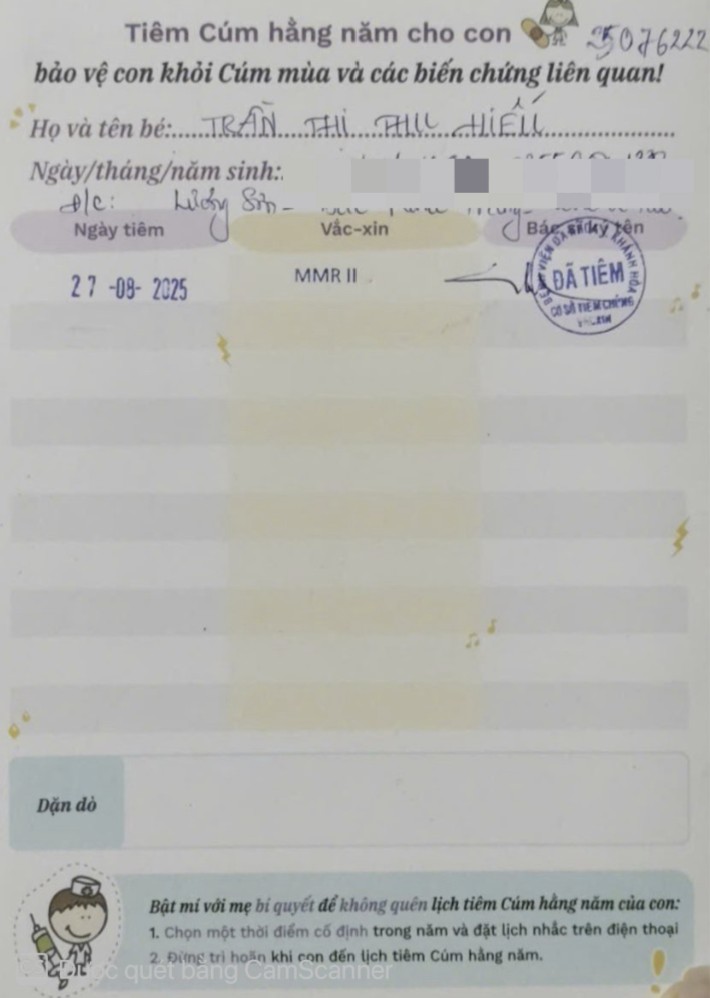 Tiêm Cúm hằng năm cho con
25076222
bảo vệ con khỏi Cúm mùa và các biến chứng liên quan!
Họ và tên bé:.....TRẦN THỊ THU HIẾU
Ngày/tháng/năm sinh:
Đ/c: Lương Sơn -
Ngày tiêm Vắc-xin Bác sĩ ký tên
27 -08- 2025 MMR II
BỆNH VIỆN ĐA KHOA KHÁNH HÒA
ĐÃ TIÊM
CƠ SỞ TIÊM CHỦNG
Dặn dò
Bật mí với mẹ bí quyết để không quên lịch tiêm Cúm hằng năm của con:
1. Chọn một thời điểm cố định trong năm và đặt lịch nhắc trên điện thoại
2. Đừng trì hoãn khi con đến lịch tiêm Cúm hằng năm.
Được quét bằng CamScanner